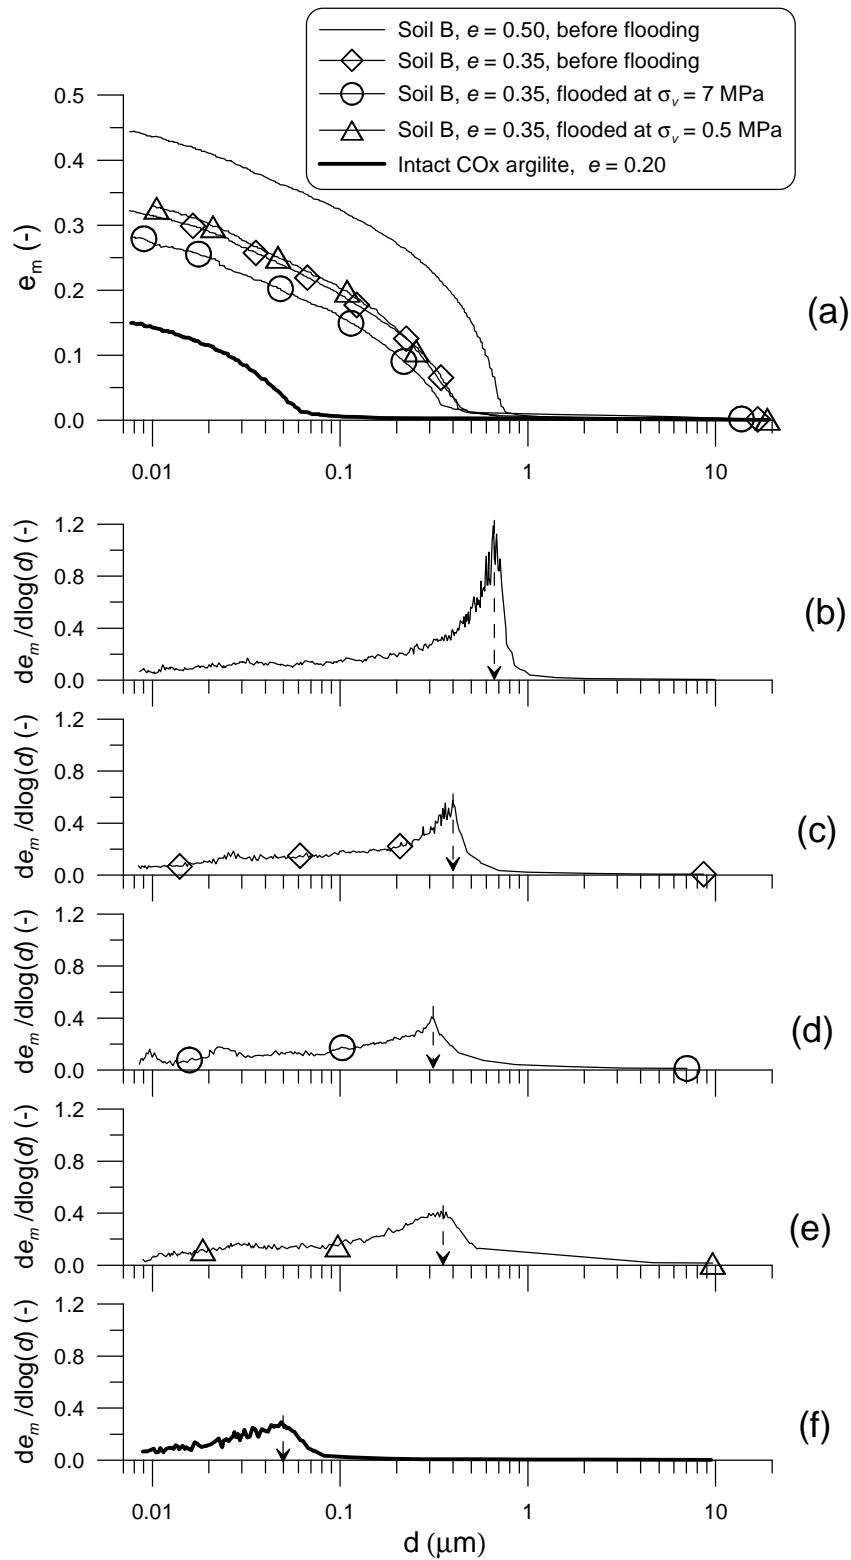 Soil B, e = 0.50, before flooding
Soil B, e = 0.35, before flooding
Soil B, e = 0.35, flooded at σv = 7 MPa
Soil B, e = 0.35, flooded at σv = 0.5 MPa
Intact COx argilite, e = 0.20
0.5
0.4
0.3
0.2
0.1
0.0
em (-)
(a)
0.01 0.1 1 10
1.2
0.8
0.4
0.0
dem/dlog(d) (-)
(b)
1.2
0.8
0.4
0.0
dem/dlog(d) (-)
(c)
1.2
0.8
0.4
0.0
dem/dlog(d) (-)
(d)
1.2
0.8
0.4
0.0
dem/dlog(d) (-)
(e)
1.2
0.8
0.4
0.0
dem/dlog(d) (-)
(f)
0.01 0.1 1 10
d (μm)